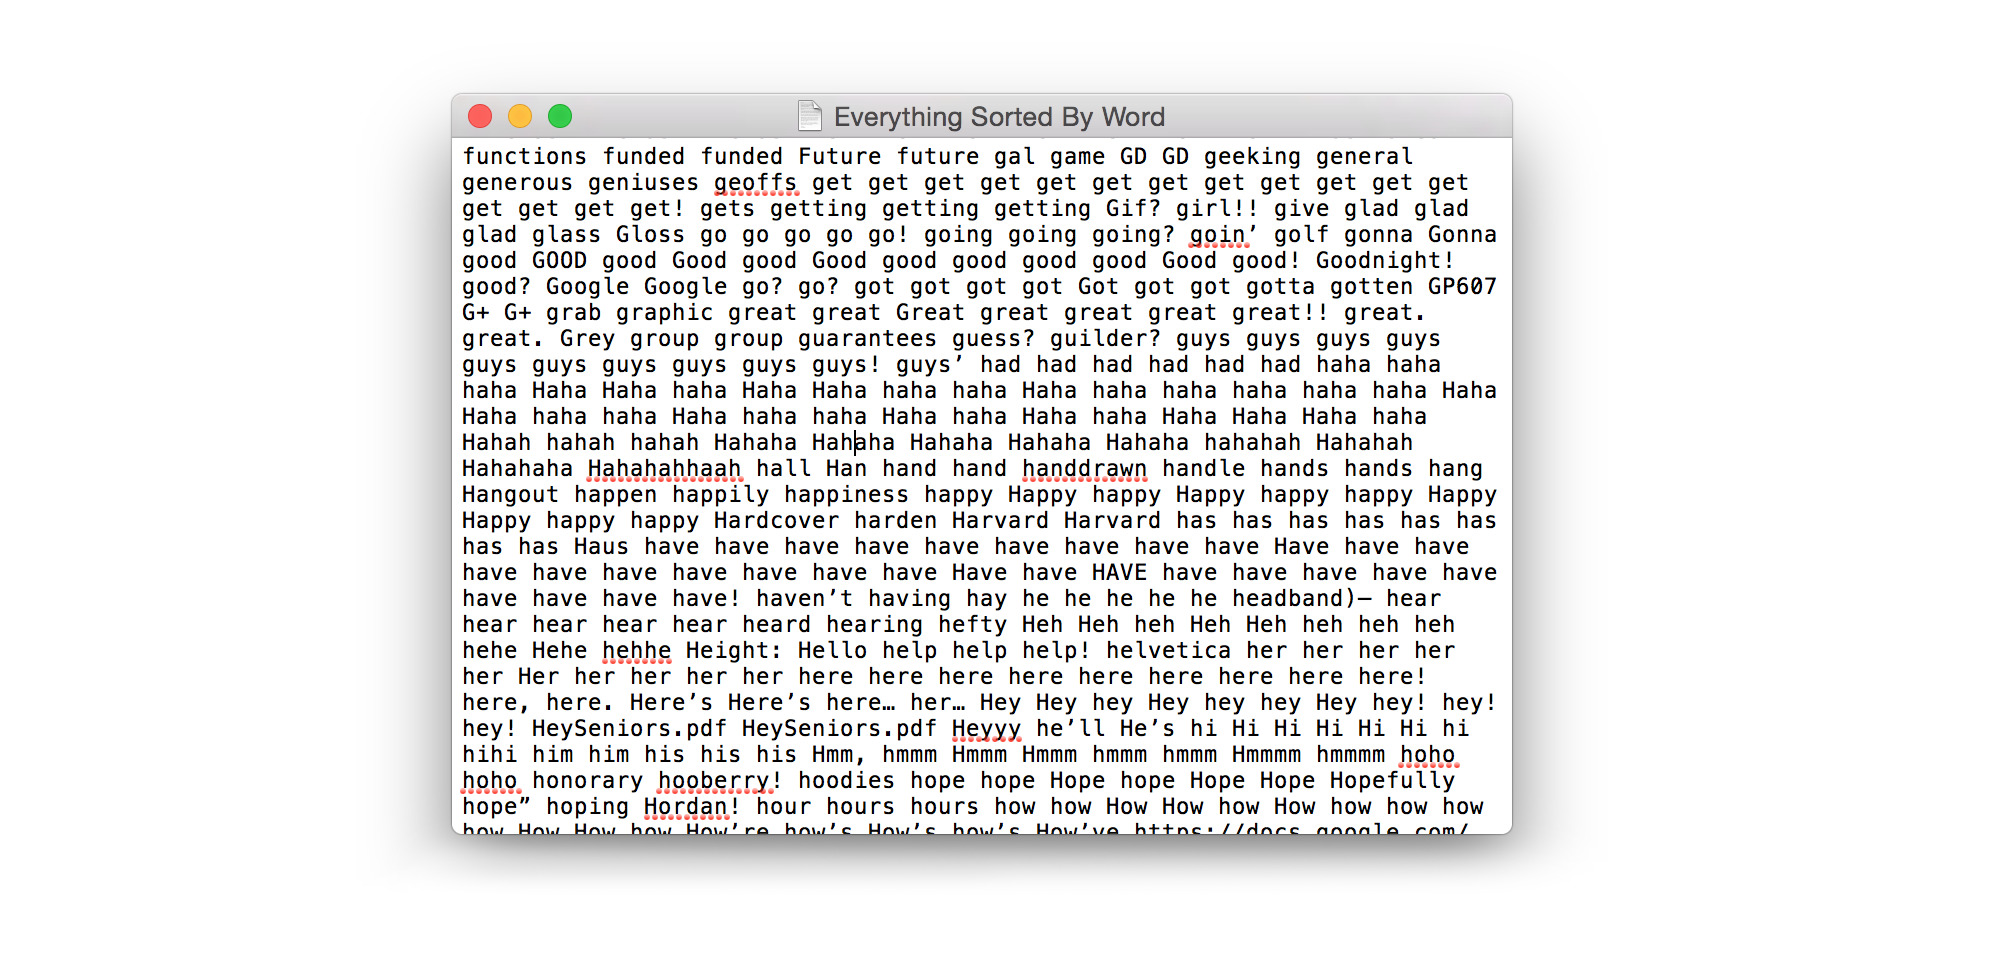 Everything Sorted By Word
functions funded funded Future future gal game GD GD geeking general
generous geniuses geoffs get get get get get get get get get get get get
get get get get! gets getting getting getting Gif? girl!! give glad glad
glad glass Gloss go go go go go! going going going? goin’ golf gonna Gonna
good GOOD good Good good Good good good good good Good good! Goodnight!
good? Google Google go? go? got got got got Got got got gotta gotten GP607
G+ G+ grab graphic great great Great great great great great!! great.
great. Grey group group guarantees guess? guilder? guys guys guys guys
guys guys guys guys guys guys! guys’ had had had had had had haha haha
haha Haha Haha haha Haha Haha haha haha Haha haha haha haha haha haha Haha
Haha haha haha Haha haha haha Haha haha Haha haha Haha Haha Haha haha
Hahah hahah hahah Hahaha Hahaha Hahaha Hahaha Hahaha hahahah Hahahah
Hahahaha Hahahahhaah hall Han hand hand handdrawn handle hands hands hang
Hangout happen happily happiness happy Happy happy Happy happy happy Happy
Happy happy happy Hardcover harden Harvard Harvard has has has has has has
has has Haus have have have have have have have have have Have have have
have have have have have have have Have have HAVE have have have have have
have have have have! haven’t having hay he he he he he headband)— hear
hear hear hear hear heard hearing hefty Heh Heh heh Heh Heh heh heh heh
hehe Hehe hehhe Height: Hello help help help! helvetica her her her her
her Her her her her her here here here here here here here here here!
here, here. Here’s Here’s here… her… Hey Hey hey Hey hey hey Hey hey! hey!
hey! HeySeniors.pdf HeySeniors.pdf Heyyy he’ll He’s hi Hi Hi Hi Hi Hi hi
hihi him him his his his Hmm, hmmm Hmmm Hmmm hmmm hmmm Hmmmm hmmmm hoho
hoho honorary hooberry! hoodies hope hope Hope hope Hope Hope Hopefully
hope” hoping Hordan! hour hours hours how how How How how How how how how
how How How how How’re how’s How’s how’s How’ve https://docs.google.com/